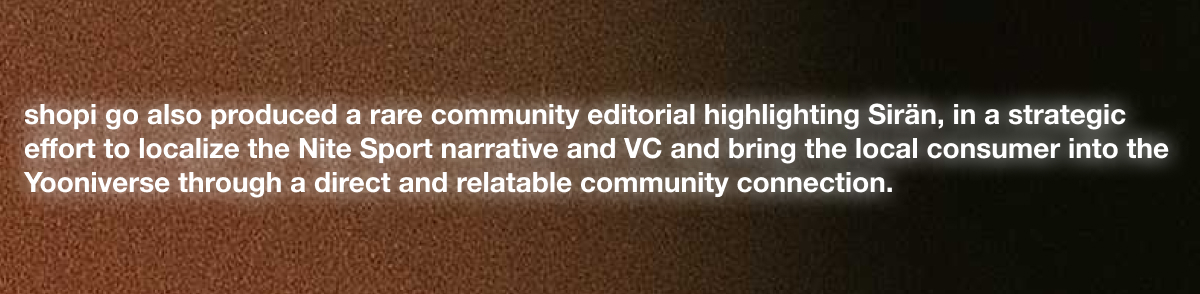 shopi go also produced a rare community editorial highlighting Sirän, in a strategic
effort to localize the Nite Sport narrative and VC and bring the local consumer into the
Yooniverse through a direct and relatable community connection.